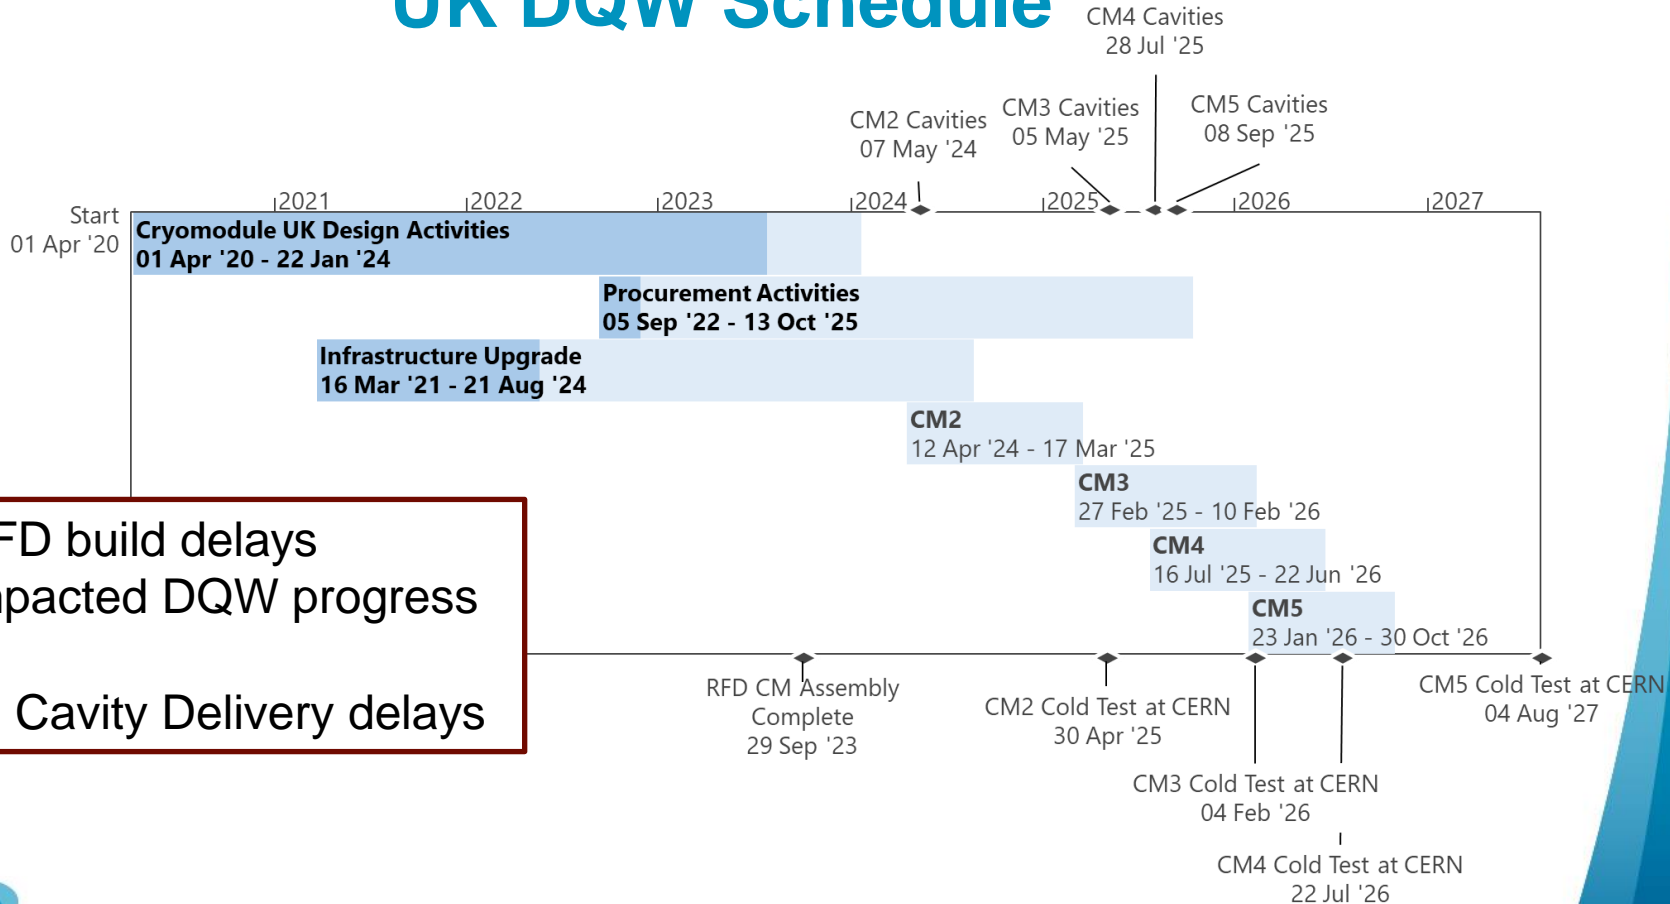 UK DQW Schedule
CM4 Cavities
28 Jul '25
CM2 Cavities
07 May '24
CM3 Cavities
05 May '25
CM5 Cavities
08 Sep '25
Start
01 Apr '20
2021
2022
2023
2024
2025
2026
2027
Cryomodule UK Design Activities
01 Apr '20 - 22 Jan '24
Procurement Activities
05 Sep '22 - 13 Oct '25
Infrastructure Upgrade
16 Mar '21 - 21 Aug '24
CM2
12 Apr '24 - 17 Mar '25
CM3
27 Feb '25 - 10 Feb '26
CM4
16 Jul '25 - 22 Jun '26
CM5
23 Jan '26 - 30 Oct '26
FD build delays
pacted DQW progress
Cavity Delivery delays
RFD CM Assembly
Complete
29 Sep '23
CM2 Cold Test at CERN
30 Apr '25
CM3 Cold Test at CERN
04 Feb '26
CM4 Cold Test at CERN
22 Jul '26
CM5 Cold Test at CERN
04 Aug '27